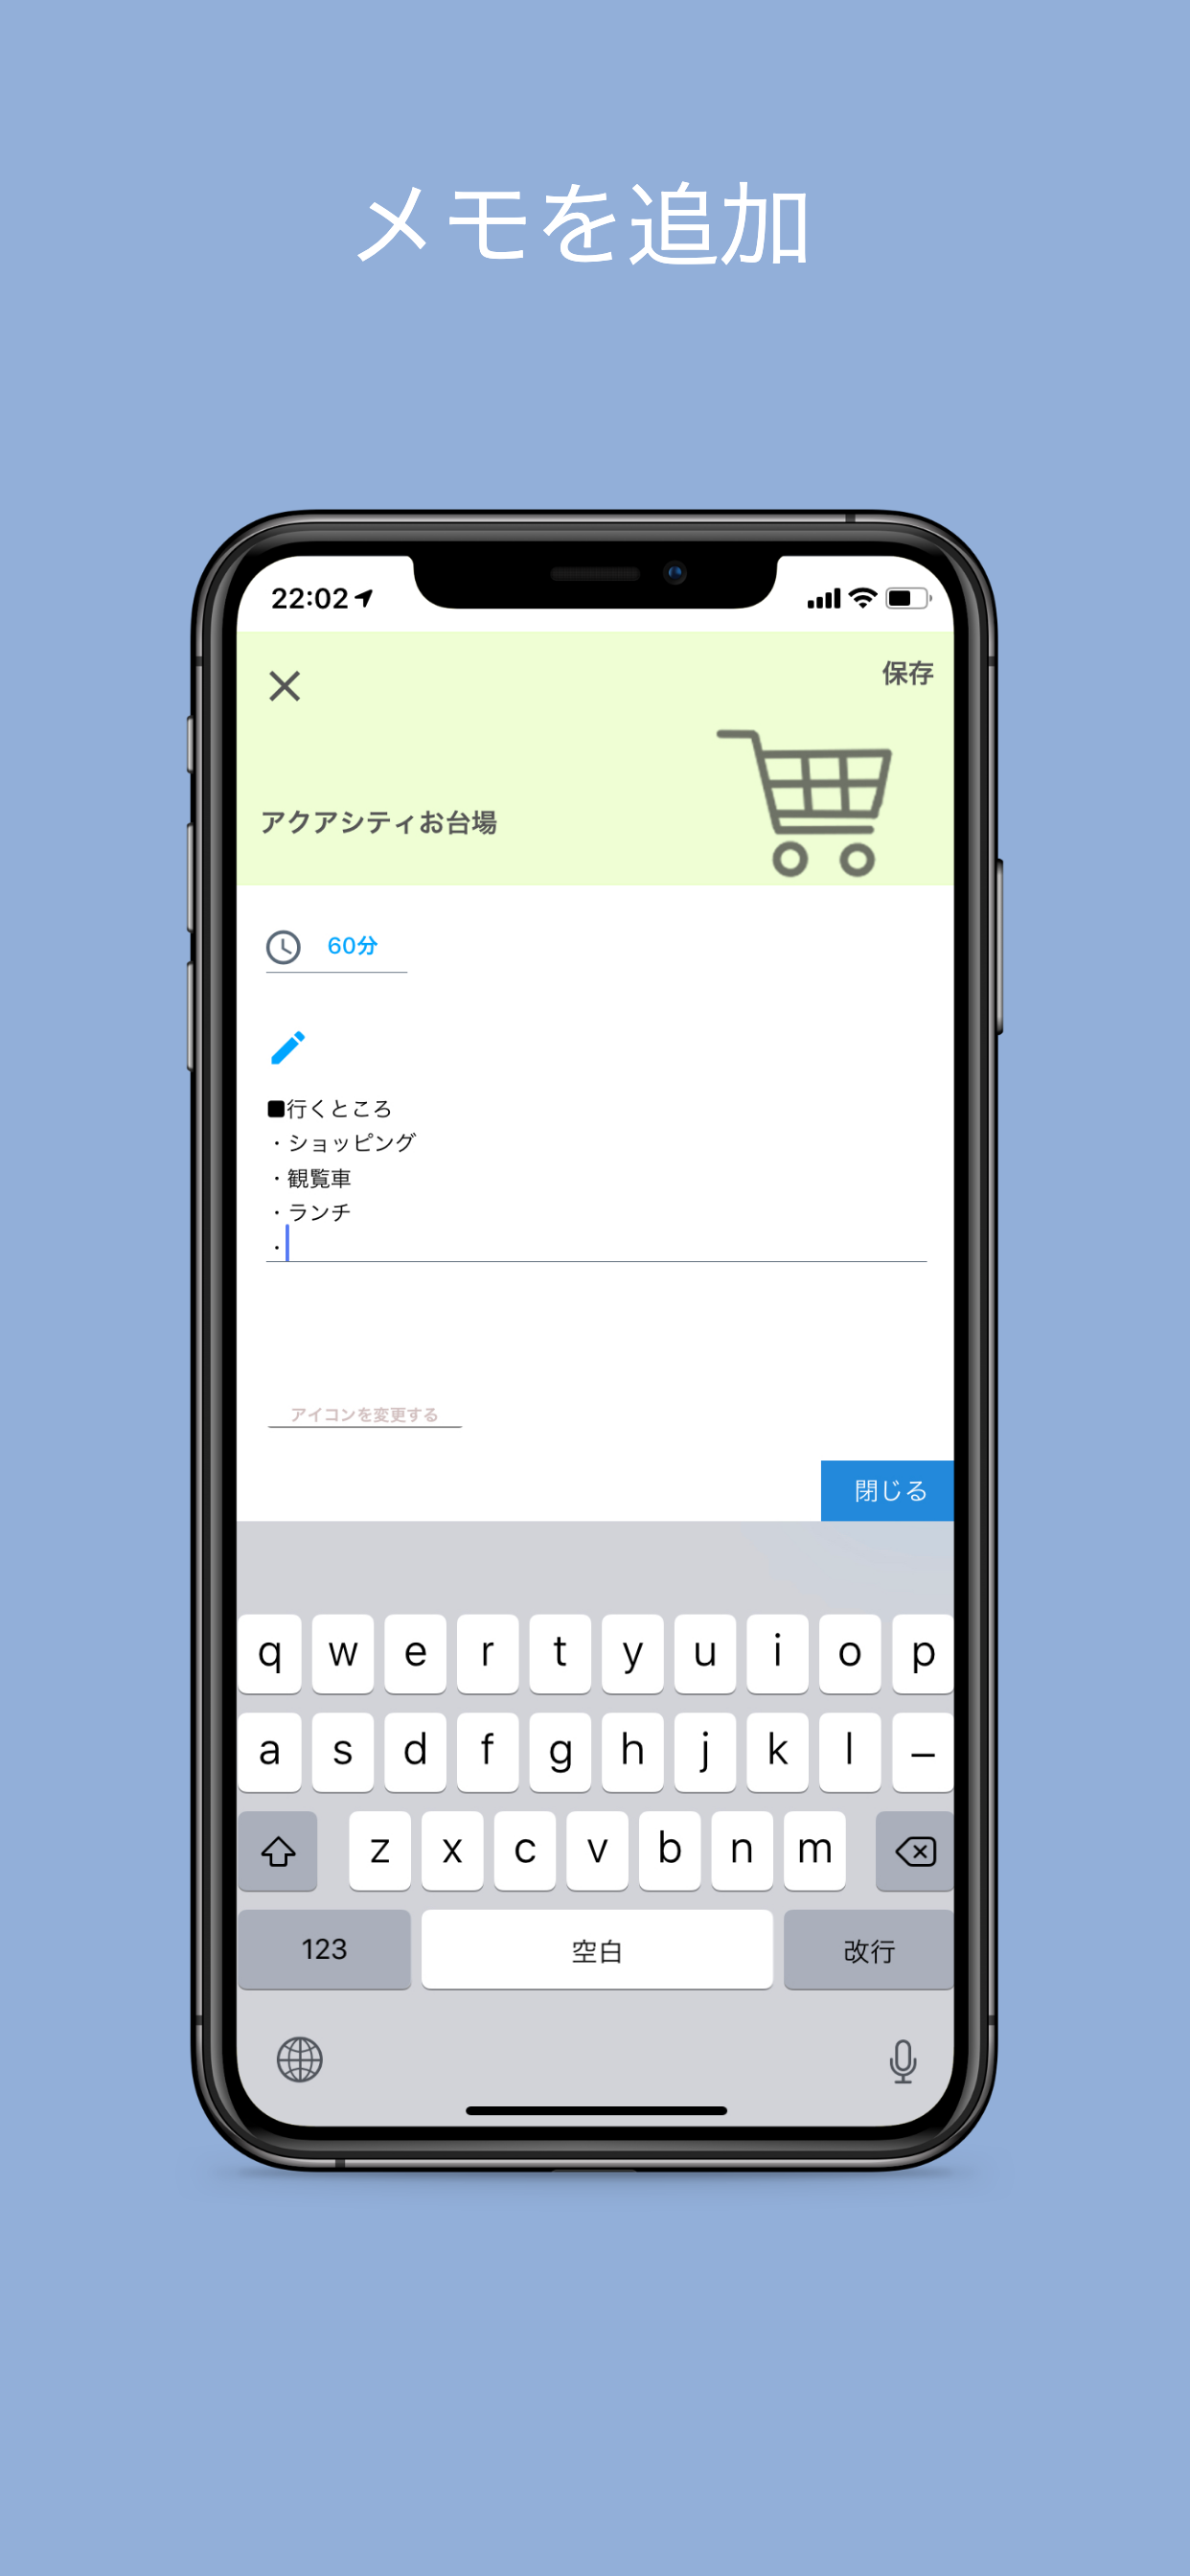 メモを追加
22:02
保存
アクアシティお台場
60分
■行くところ
・ショッピング
・観覧車
・ランチ
・
アイコンを変更する
閉じる
q w e r t y u i o p
a s d f g h j k l ー
z x c v b n m
123 空白 改行